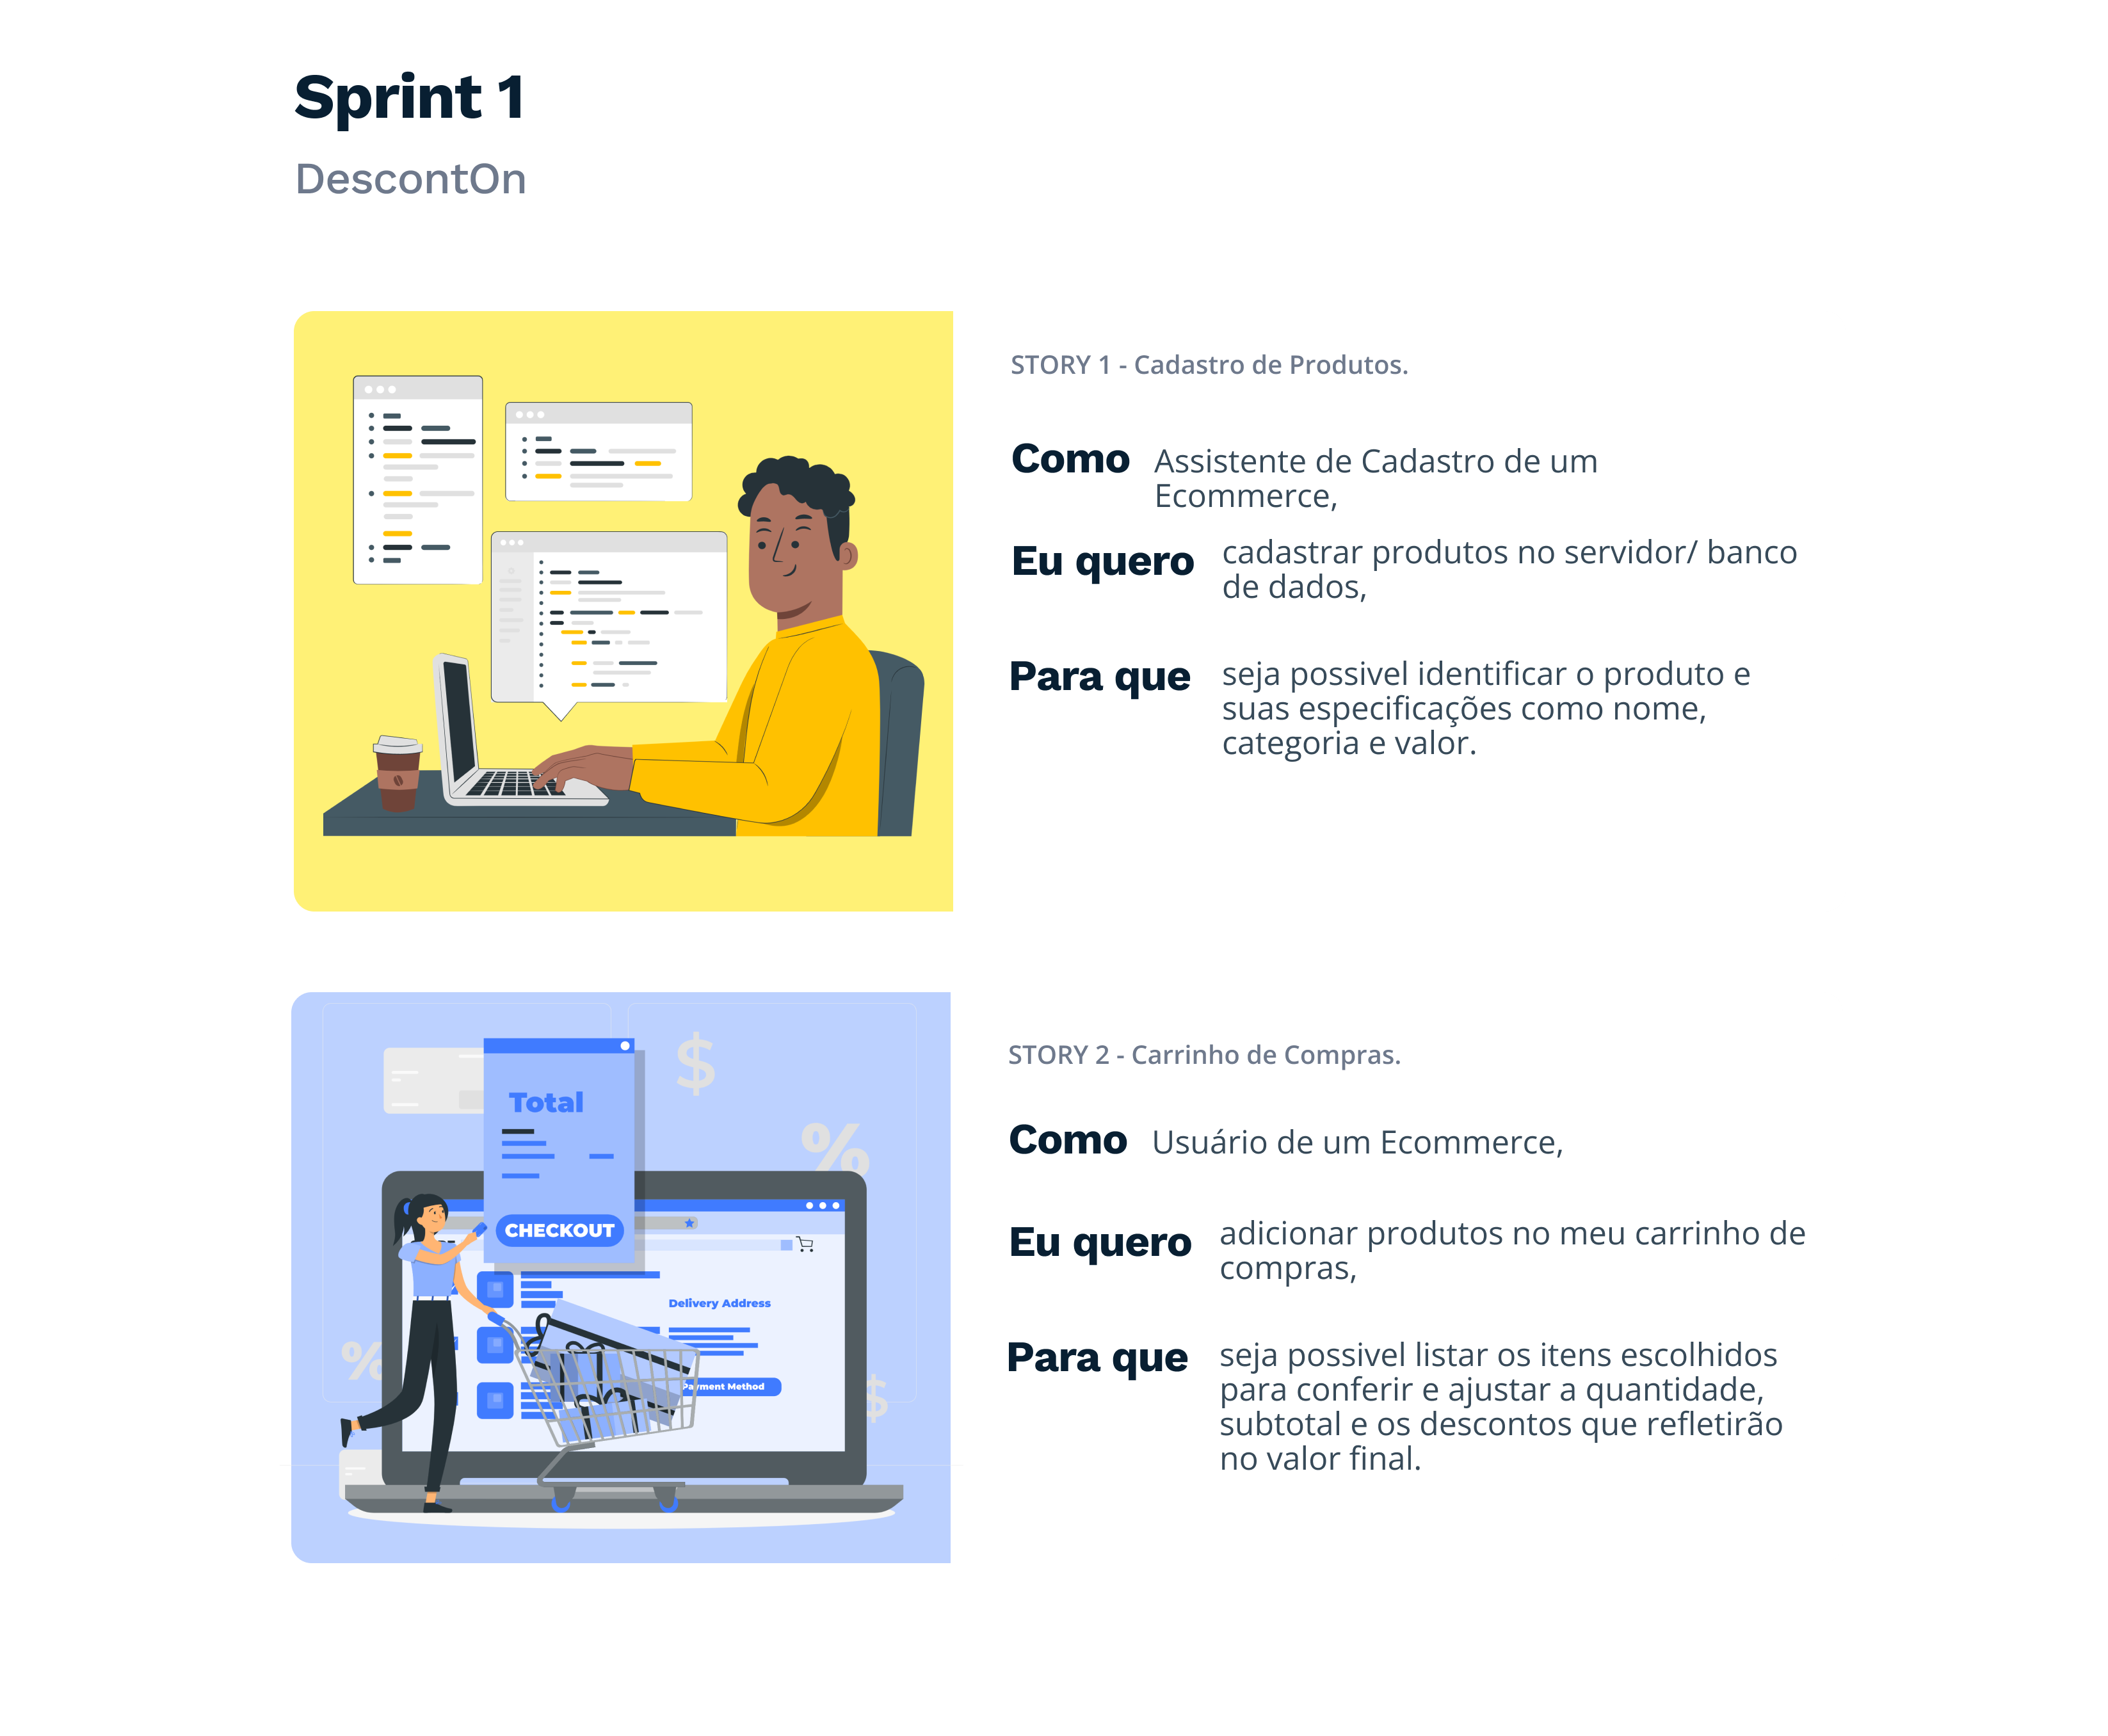 Sprint 1
DescontOn
STORY 1 - Cadastro de Produtos.
Como Assistente de Cadastro de um
Ecommerce,
Eu quero cadastrar produtos no servidor/ banco
de dados,
Para que seja possivel identificar o produto e
suas especificações como nome,
categoria e valor.
$
%
Total
CHECKOUT
Delivery Address
Payment Method
%
$
STORY 2 - Carrinho de Compras.
Como Usuário de um Ecommerce,
Eu quero adicionar produtos no meu carrinho de
compras,
Para que seja possivel listar os itens escolhidos
para conferir e ajustar a quantidade,
subtotal e os descontos que refletirão
no valor final.